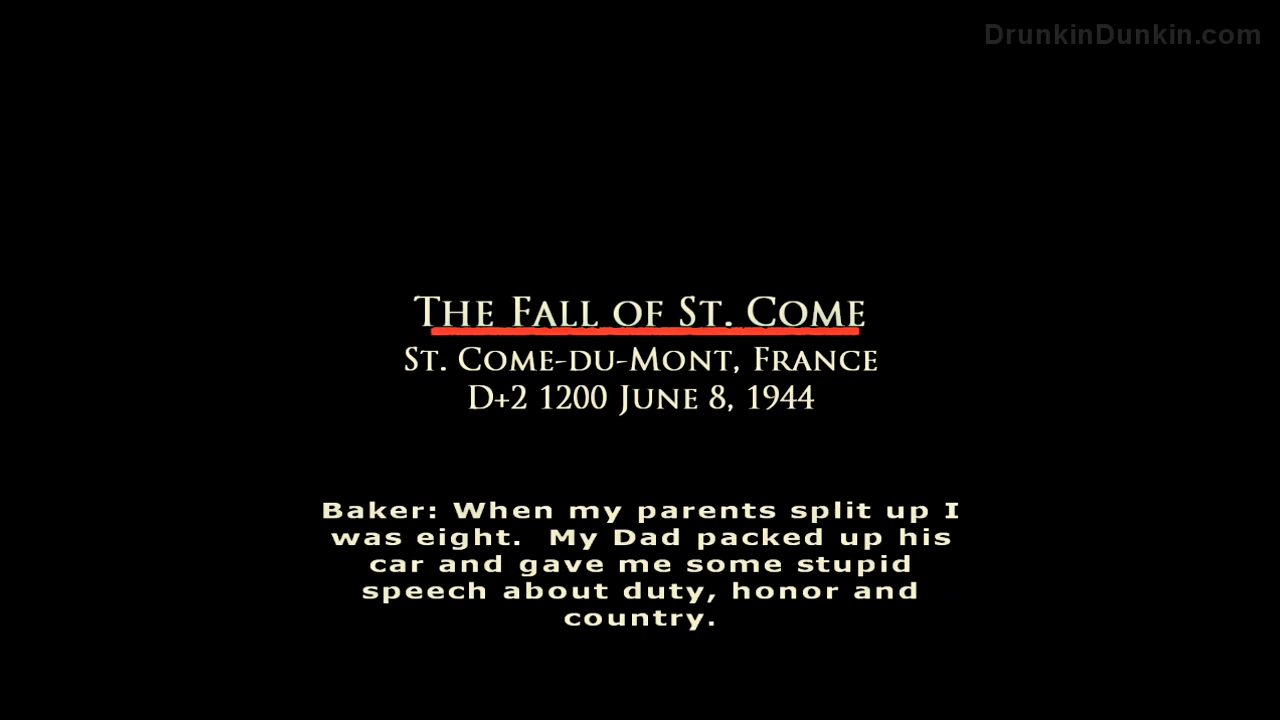 DrunkinDunkin.com
The Fall of St. Come
St. Come-du-Mont, France
D+2 1200 June 8, 1944
Baker: When my parents split up I
was eight.  My Dad packed up his
car and gave me some stupid
speech about duty, honor and
country.